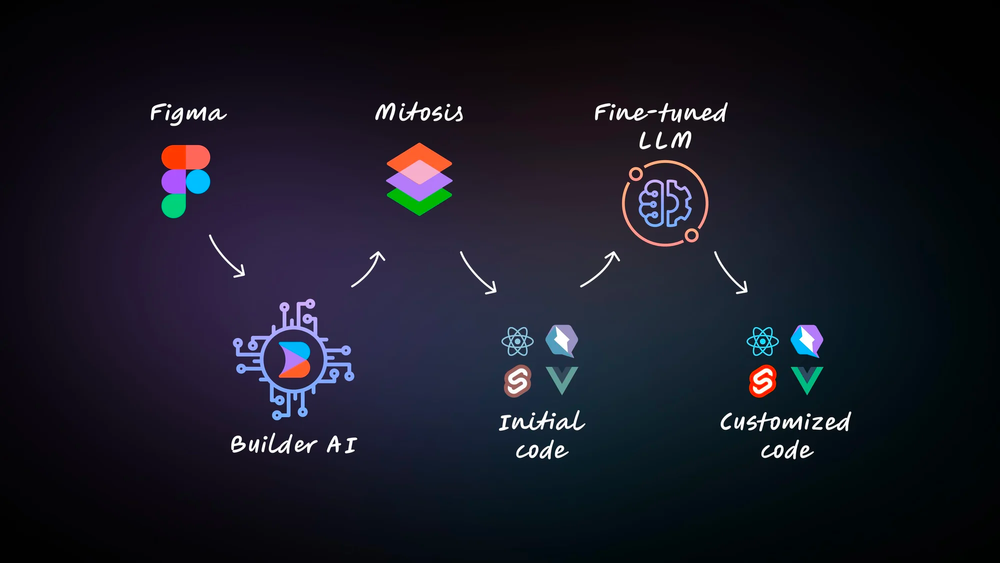 Figma
Mitosis
Fine-tuned
LLM
Builder AI
Initial
code
Customized
code